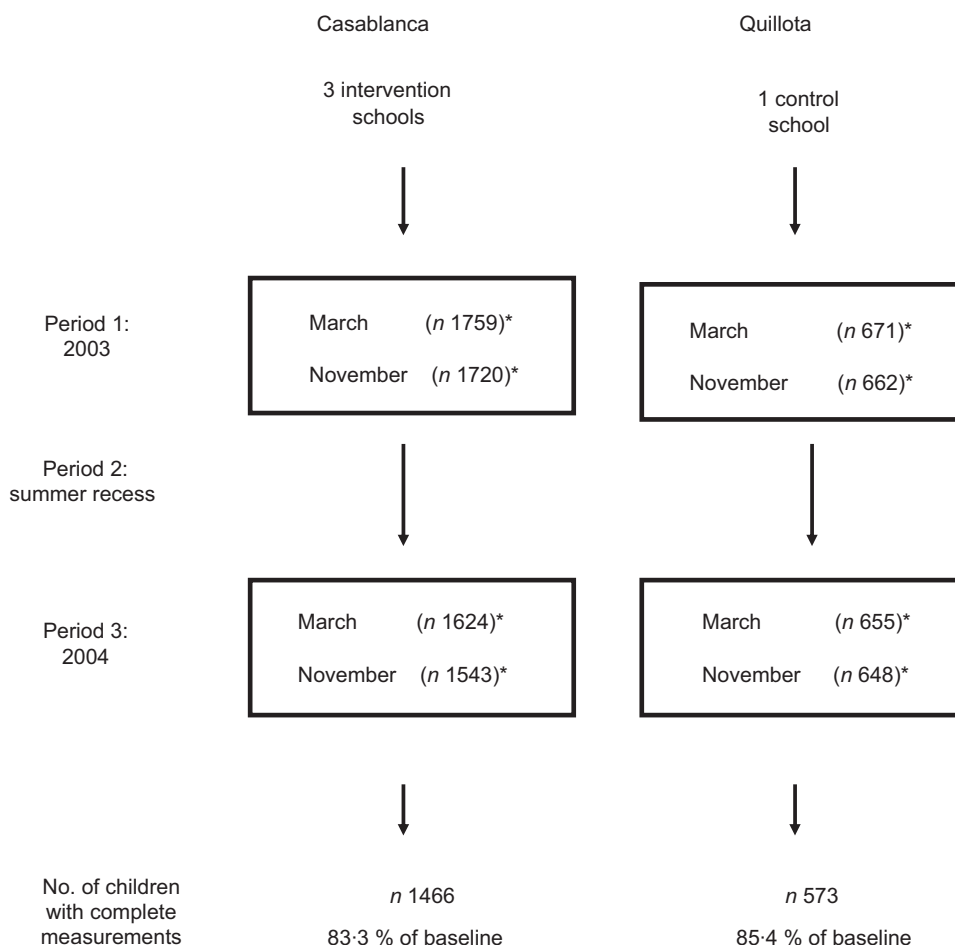 Casablanca
Quillota
3 intervention
schools
1 control
school
Period 1:
2003
March (n 1759)*
November (n 1720)*
March (n 671)*
November (n 662)*
Period 2:
summer recess
Period 3:
2004
March (n 1624)*
November (n 1543)*
March (n 655)*
November (n 648)*
No. of children
with complete
measurements
n 1466
83·3 % of baseline
n 573
85·4 % of baseline